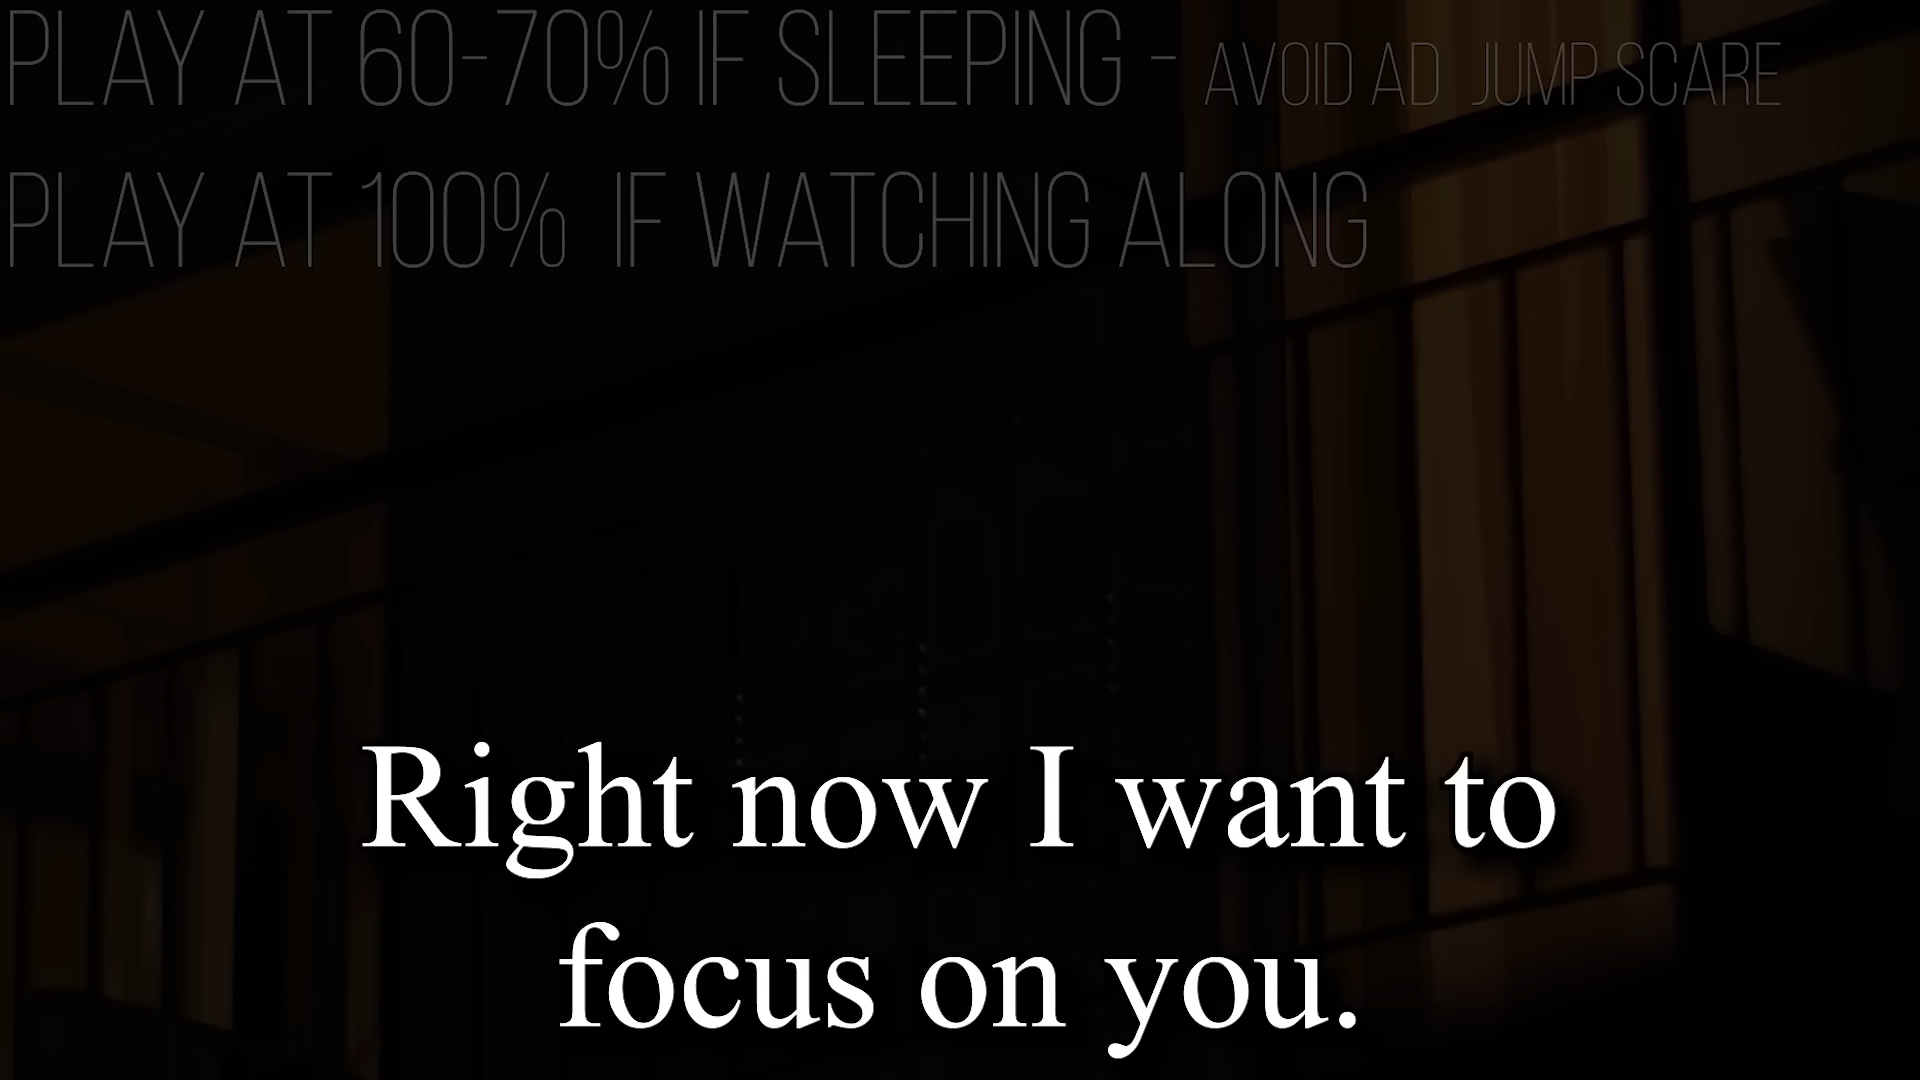 PLAY AT 60-70% IF SLEEPING - AVOID AD JUMP SCARE
PLAY AT 100% IF WATCHING ALONG
Right now I want to
focus on you.